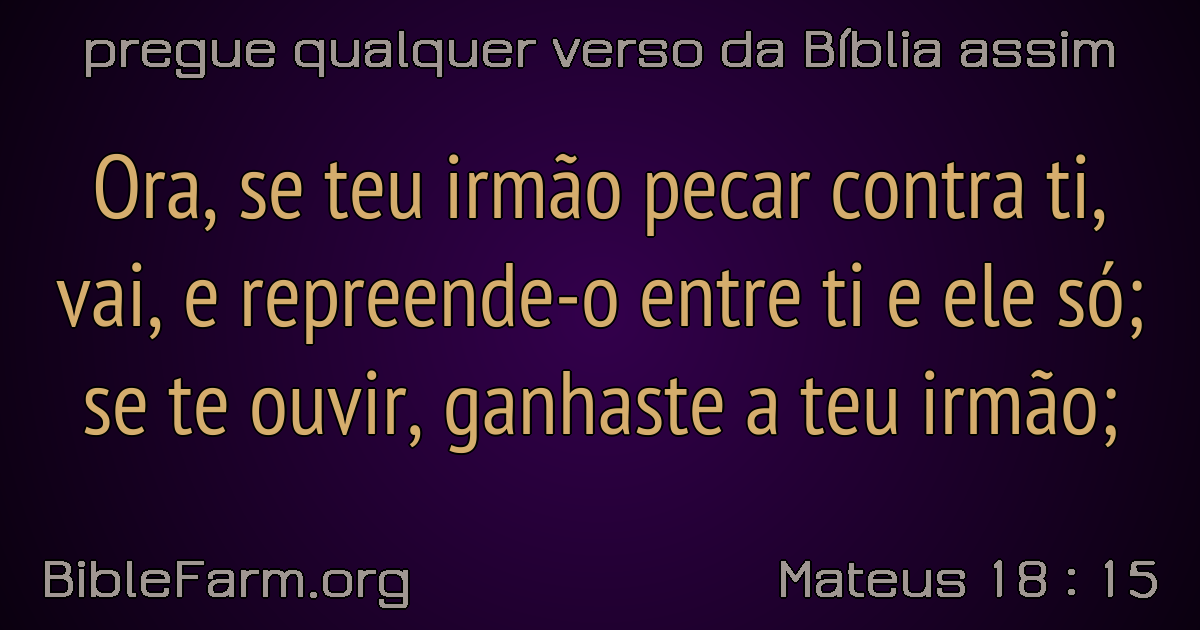 pregue qualquer verso da Bíblia assim
Ora, se teu irmão pecar contra ti,
vai, e repreende-o entre ti e ele só;
se te ouvir, ganhaste a teu irmão;
BibleFarm.org
Mateus 18 : 15